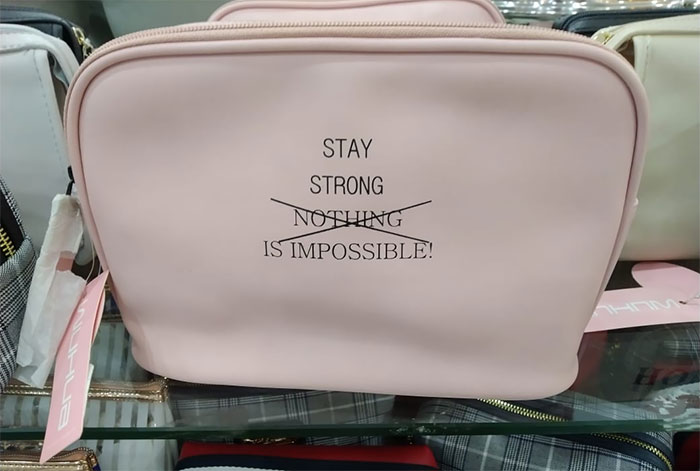 STAY
STRONG
NOTHING
IS IMPOSSIBLE!